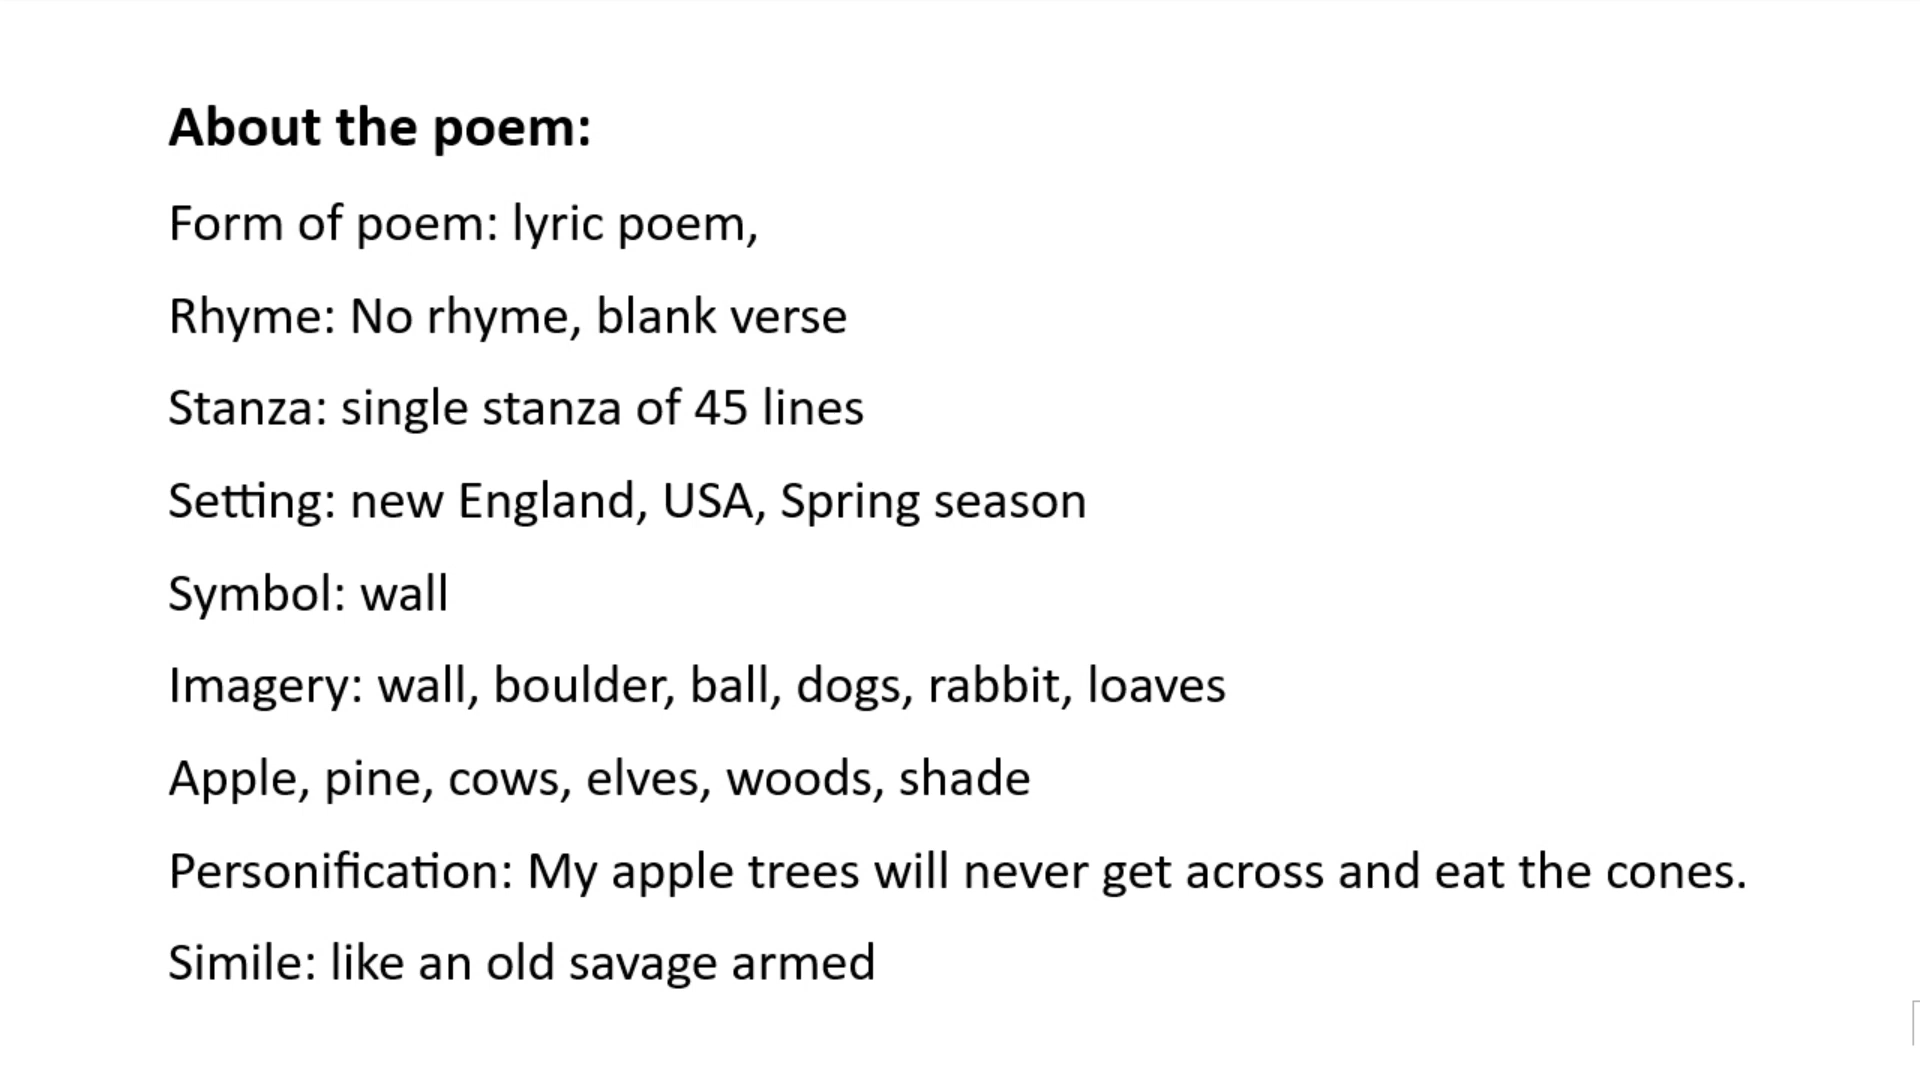 About the poem:
Form of poem: lyric poem,
Rhyme: No rhyme, blank verse
Stanza: single stanza of 45 lines
Setting: new England, USA, Spring season
Symbol: wall
Imagery: wall, boulder, ball, dogs, rabbit, loaves
Apple, pine, cows, elves, woods, shade
Personification: My apple trees will never get across and eat the cones.
Simile: like an old savage armed